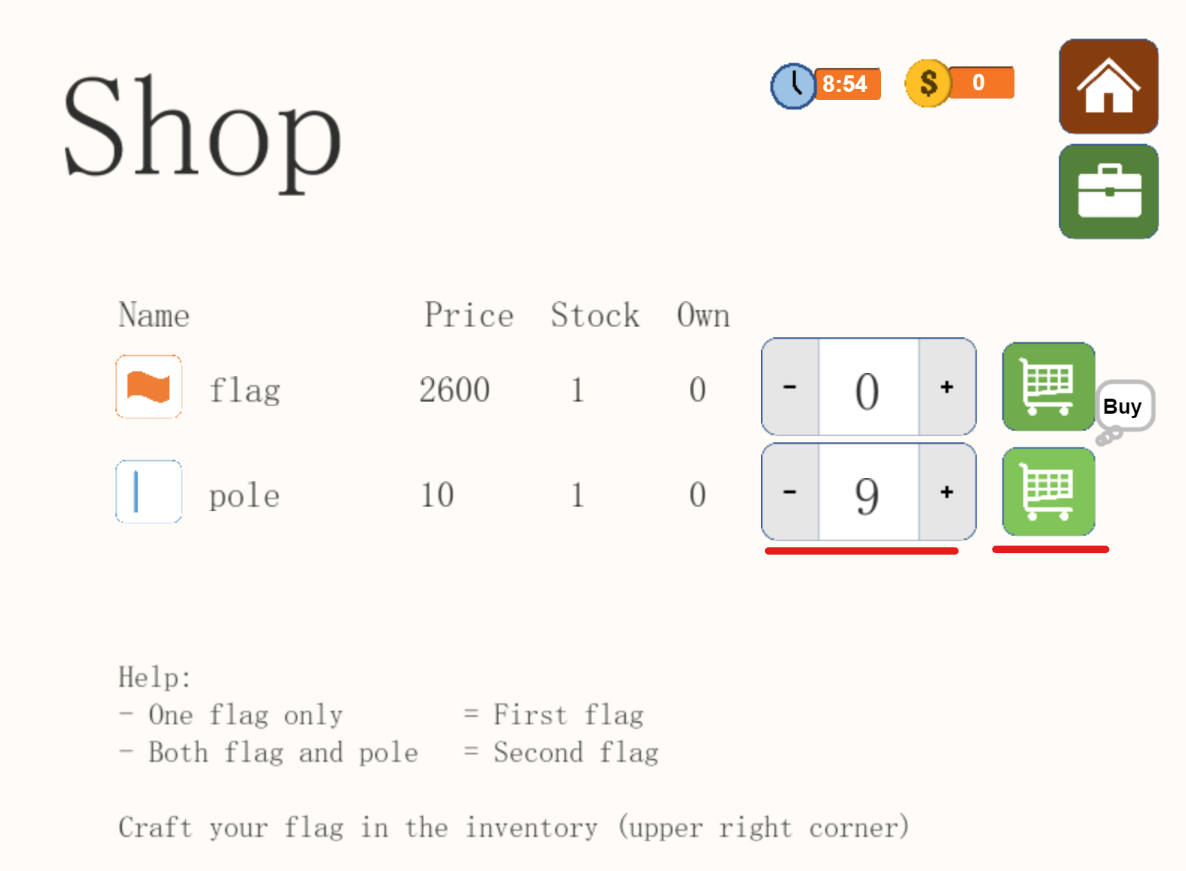 Shop
8:54
$ 0
Name Price Stock Own
flag 2600 1 0 - 0 +
Buy
pole 10 1 0 - 9 +
Help:
- One flag only = First flag
- Both flag and pole = Second flag
Craft your flag in the inventory (upper right corner)